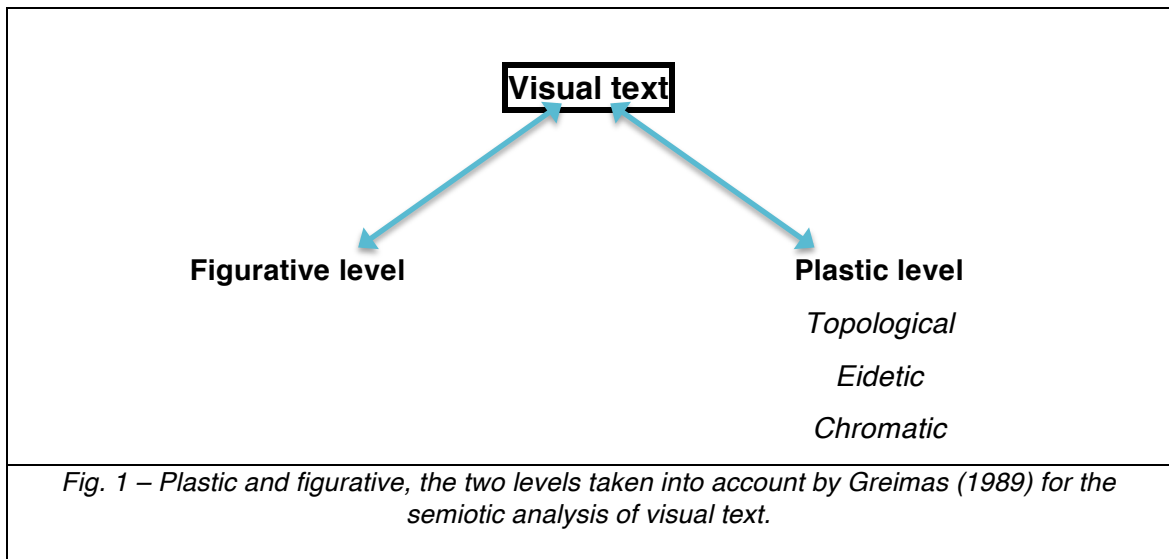 Visual text
Figurative level
Plastic level
Topological
Eidetic
Chromatic
Fig. 1 – Plastic and figurative, the two levels taken into account by Greimas (1989) for the
semiotic analysis of visual text.